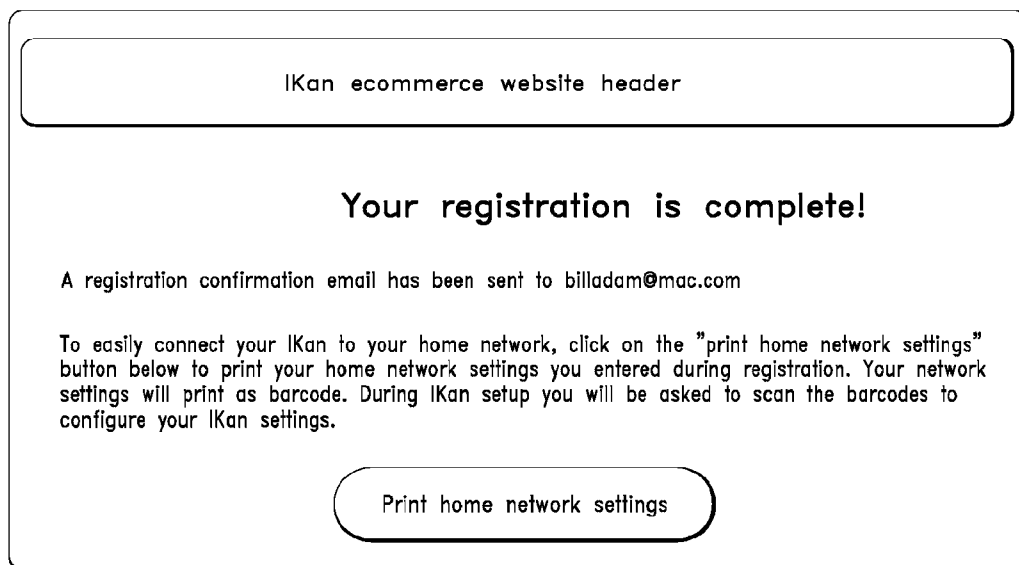 IKan ecommerce website header
Your registration is complete!
A registration confirmation email has been sent to billadam@mac.com
To easily connect your IKan to your home network, click on the "print home network settings"
button below to print your home network settings you entered during registration. Your network
settings will print as barcode. During IKan setup you will be asked to scan the barcodes to
configure your IKan settings.
Print home network settings